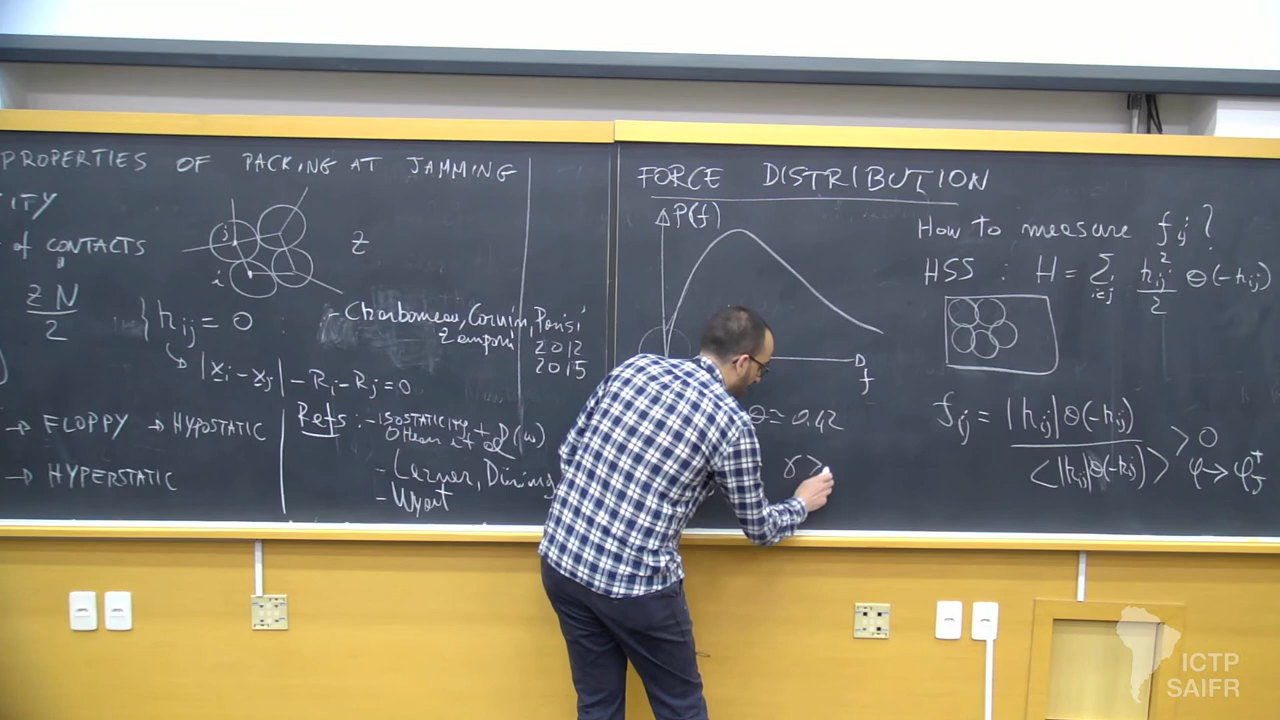 PROPERTIES OF PACKING AT JAMMING
ITY
# of CONTACTS
zN/2
j
i
z
{h_ij = 0 :
|x_i - x_j| - R_i - R_j = 0
- Charbonneau, Corwin, Parisi
Zamponi 2012
2015
→ FLOPPY → HYPOSTATIC
→ HYPERSTATIC
Refs : - ISOSTATICITY + D(ω)
- Lerner, Düring
- Wyart
FORCE DISTRIBUTION
P(f)
f
θ ≃ 0.42
γ >
How to measure f_ij ?
HSS : H = Σ_{i<j} h_ij^2/2 Θ(-h_ij)
f_ij = |h_ij| Θ(-h_ij) / <|h_ij| Θ(-h_ij)> > 0
φ → φ_J^+
ICTP
SAIFR